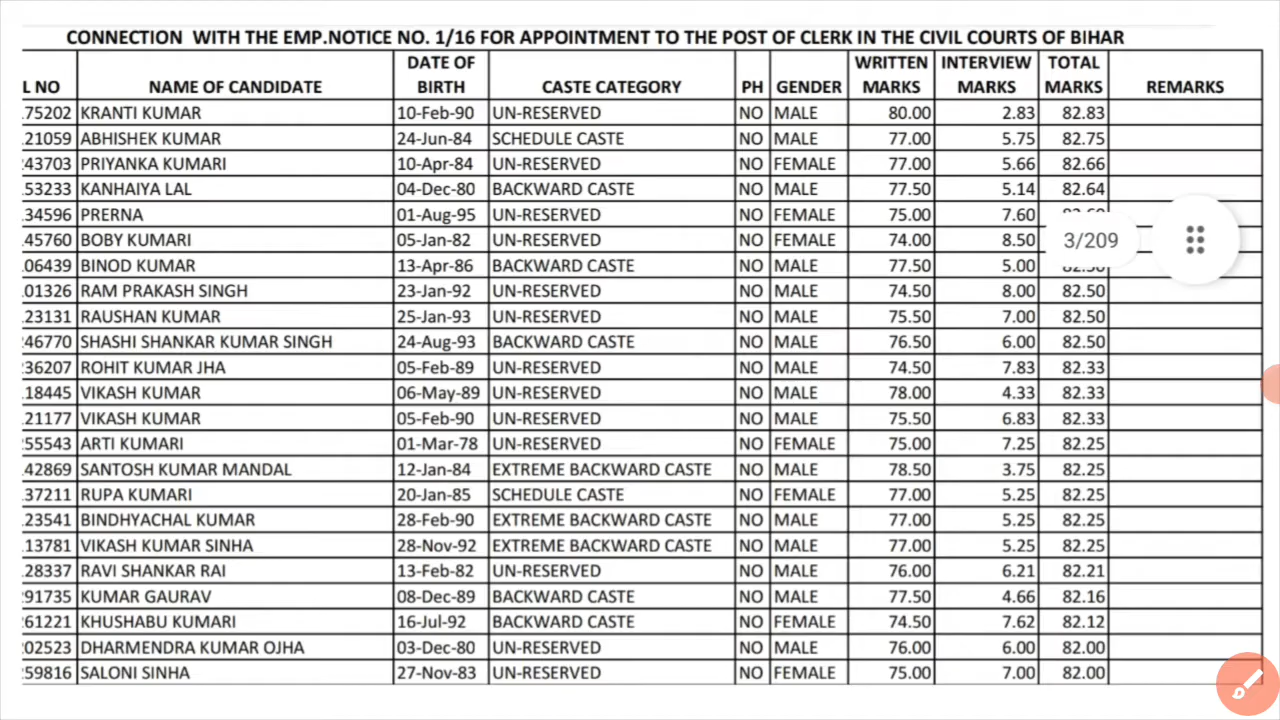 CONNECTION WITH THE EMP.NOTICE NO. 1/16 FOR APPOINTMENT TO THE POST OF CLERK IN THE CIVIL COURTS OF BIHAR
L NO NAME OF CANDIDATE DATE OF BIRTH CASTE CATEGORY PH GENDER WRITTEN MARKS INTERVIEW MARKS TOTAL MARKS REMARKS
75202 KRANTI KUMAR 10-Feb-90 UN-RESERVED NO MALE 80.00 2.83 82.83
21059 ABHISHEK KUMAR 24-Jun-84 SCHEDULE CASTE NO MALE 77.00 5.75 82.75
243703 PRIYANKA KUMARI 10-Apr-84 UN-RESERVED NO FEMALE 77.00 5.66 82.66
53233 KANHAIYA LAL 04-Dec-80 BACKWARD CASTE NO MALE 77.50 5.14 82.64
34596 PRERNA 01-Aug-95 UN-RESERVED NO FEMALE 75.00 7.60
45760 BOBY KUMARI 05-Jan-82 UN-RESERVED NO FEMALE 74.00 8.50 3/209
06439 BINOD KUMAR 13-Apr-86 BACKWARD CASTE NO MALE 77.50 5.00
01326 RAM PRAKASH SINGH 23-Jan-92 UN-RESERVED NO MALE 74.50 8.00 82.50
23131 RAUSHAN KUMAR 25-Jan-93 UN-RESERVED NO MALE 75.50 7.00 82.50
246770 SHASHI SHANKAR KUMAR SINGH 24-Aug-93 BACKWARD CASTE NO MALE 76.50 6.00 82.50
236207 ROHIT KUMAR JHA 05-Feb-89 UN-RESERVED NO MALE 74.50 7.83 82.33
18445 VIKASH KUMAR 06-May-89 UN-RESERVED NO MALE 78.00 4.33 82.33
21177 VIKASH KUMAR 05-Feb-90 UN-RESERVED NO MALE 75.50 6.83 82.33
255543 ARTI KUMARI 01-Mar-78 UN-RESERVED NO FEMALE 75.00 7.25 82.25
42869 SANTOSH KUMAR MANDAL 12-Jan-84 EXTREME BACKWARD CASTE NO MALE 78.50 3.75 82.25
37211 RUPA KUMARI 20-Jan-85 SCHEDULE CASTE NO FEMALE 77.00 5.25 82.25
23541 BINDHYACHAL KUMAR 28-Feb-90 EXTREME BACKWARD CASTE NO MALE 77.00 5.25 82.25
13781 VIKASH KUMAR SINHA 28-Nov-92 EXTREME BACKWARD CASTE NO MALE 77.00 5.25 82.25
28337 RAVI SHANKAR RAI 13-Feb-82 UN-RESERVED NO MALE 76.00 6.21 82.21
291735 KUMAR GAURAV 08-Dec-89 BACKWARD CASTE NO MALE 77.50 4.66 82.16
261221 KHUSHABU KUMARI 16-Jul-92 BACKWARD CASTE NO FEMALE 74.50 7.62 82.12
202523 DHARMENDRA KUMAR OJHA 03-Dec-80 UN-RESERVED NO MALE 76.00 6.00 82.00
259816 SALONI SINHA 27-Nov-83 UN-RESERVED NO FEMALE 75.00 7.00 82.00